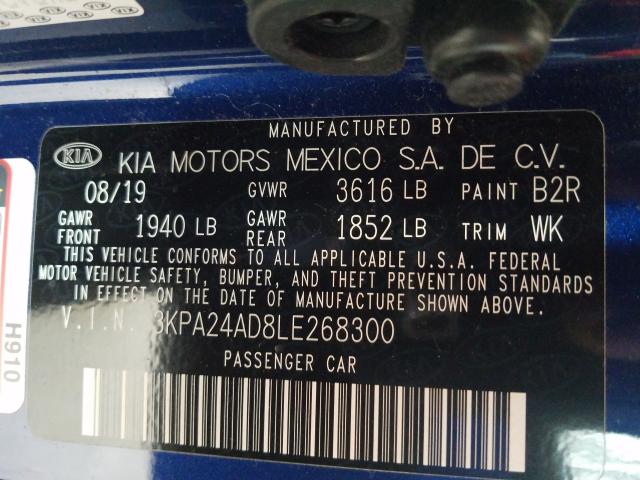 MANUFACTURED BY
KIA KIA MOTORS MEXICO S.A. DE C.V.
08/19 GVWR 3616 LB PAINT B2R
GAWR FRONT 1940 LB GAWR REAR 1852 LB TRIM WK
THIS VEHICLE CONFORMS TO ALL APPLICABLE U.S.A. FEDERAL
MOTOR VEHICLE SAFETY, BUMPER, AND THEFT PREVENTION STANDARDS
IN EFFECT ON THE DATE OF MANUFACTURE SHOWN ABOVE.
V.I.N. 3KPA24AD8LE268300
PASSENGER CAR
H910